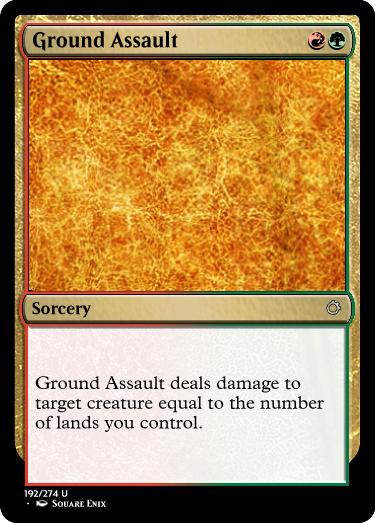 Ground Assault
Sorcery
Ground Assault deals damage to
target creature equal to the number
of lands you control.
192/274 U
· Square Enix